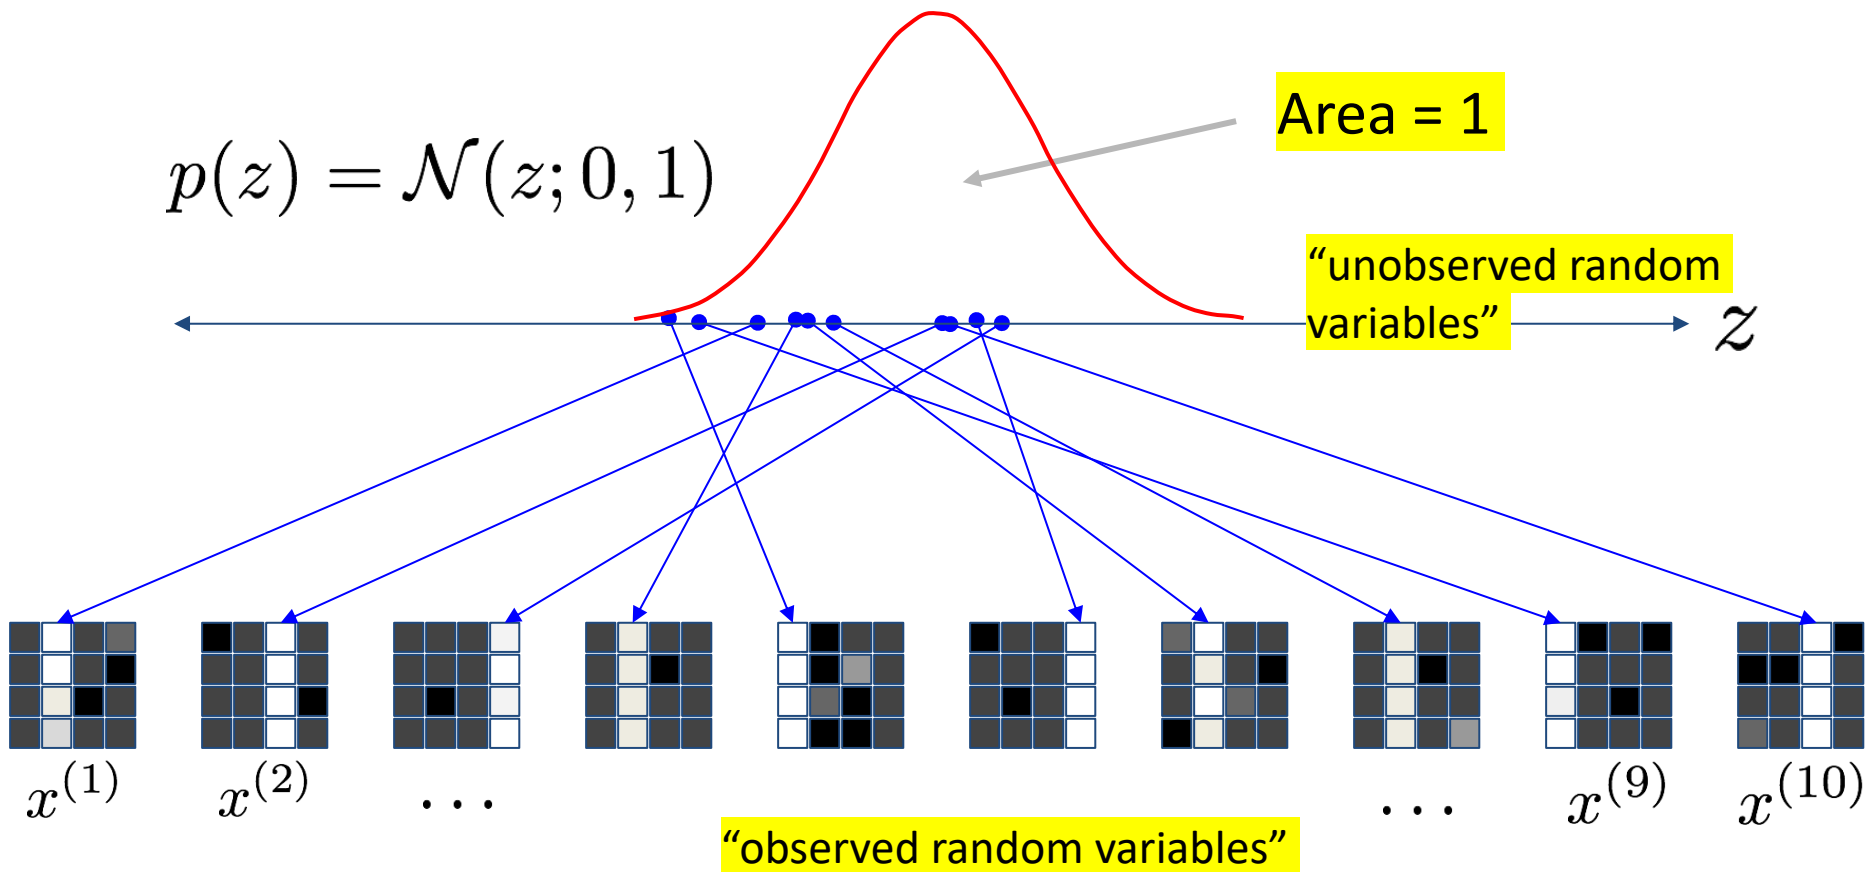 Area = 1
p(z) = 𝒩(z; 0, 1)
“unobserved random
variables”
z
x^(1)
x^(2)
...
...
x^(9)
x^(10)
“observed random variables”